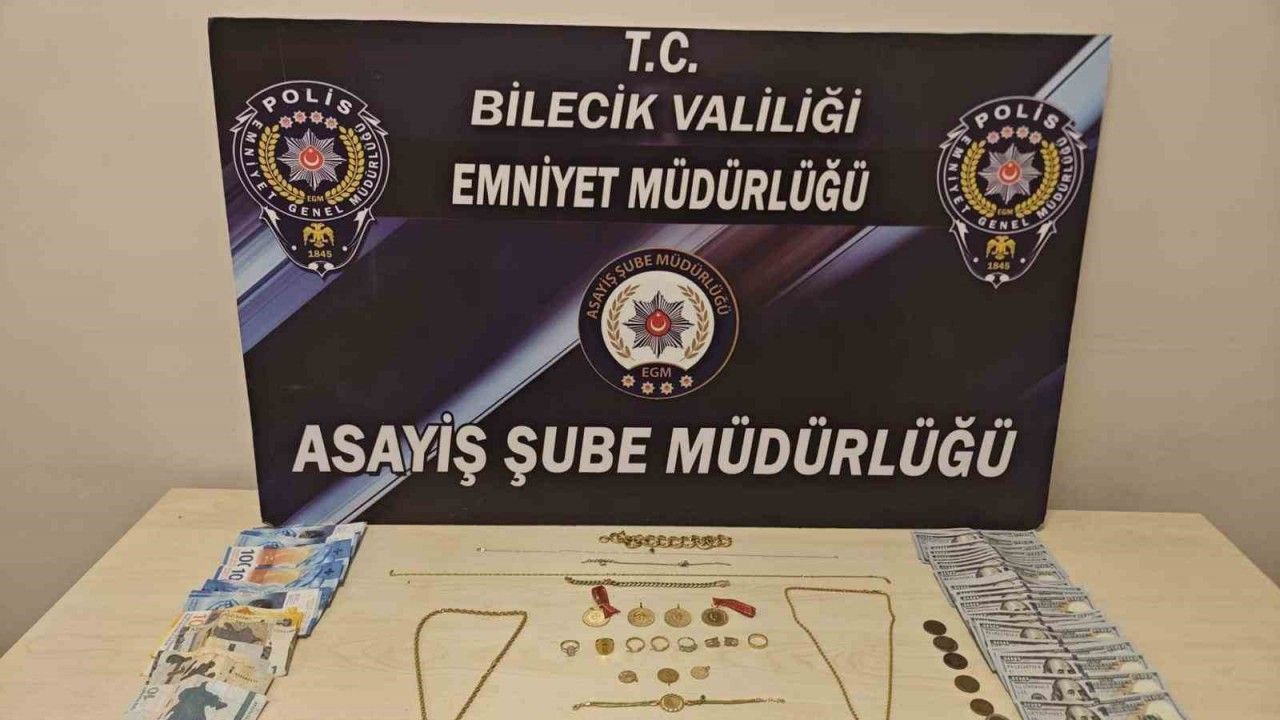 T.C.
BİLECİK VALİLİĞİ
EMNİYET MÜDÜRLÜĞÜ
POLİS
EMNİYET GENEL MÜDÜRLÜĞÜ
EGM
1845
POLİS
EMNİYET GENEL MÜDÜRLÜĞÜ
EGM
1845
ASAYİŞ ŞUBE MÜDÜRLÜĞÜ
EGM
ASAYİŞ ŞUBE MÜDÜRLÜĞÜ